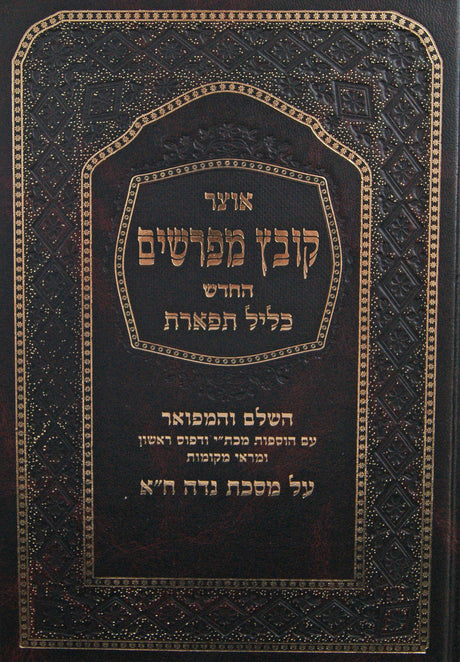 אוצר
קובץ מפרשים
החדש
כליל תפארת
השלם והמפואר
עם הוספות מכת״י ודפוס ראשון
ומראי מקומות
על מסכת נדה ח״א